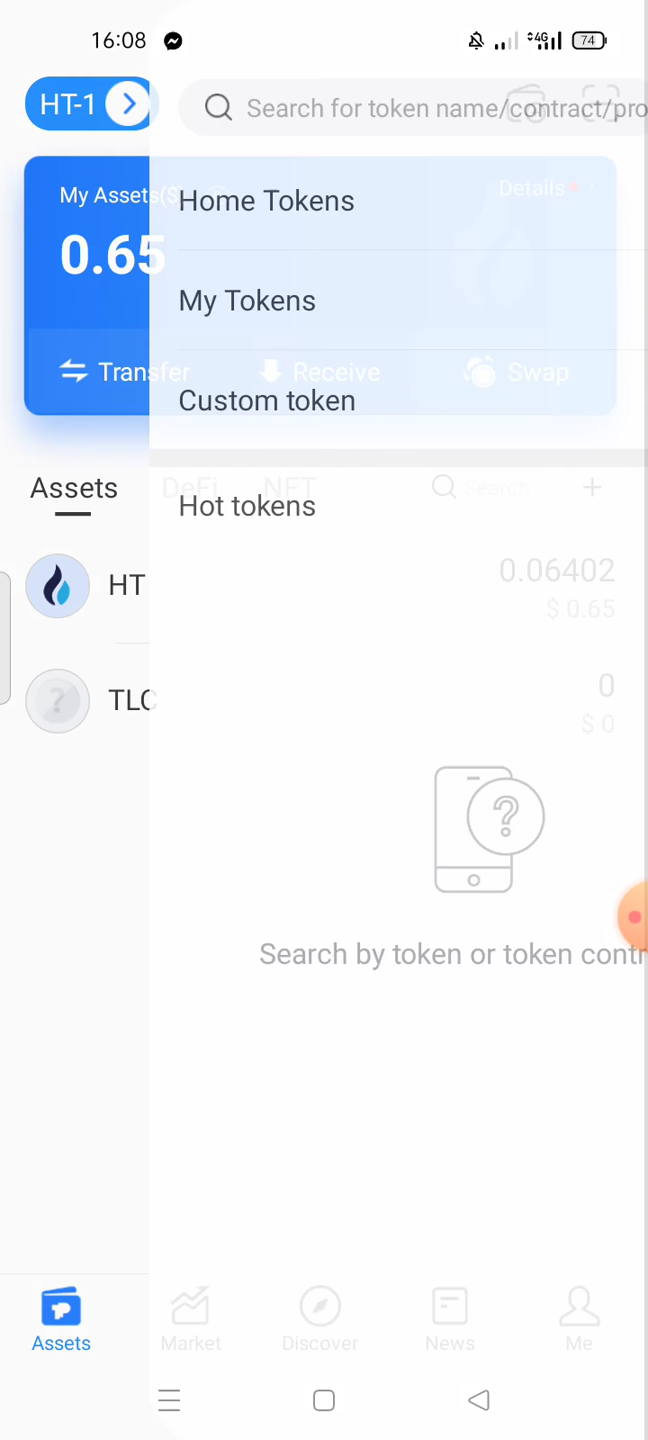 16:08
4G
74
HT-1
Search for token name/contract/pro
My Assets($)
Details
Home Tokens
0.65
My Tokens
Transfer
Receive
Swap
Custom token
Assets
DeFi
NFT
Search
Hot tokens
HT
0.06402
$ 0.65
TLC
0
$ 0
Search by token or token contr
Assets
Market
Discover
News
Me